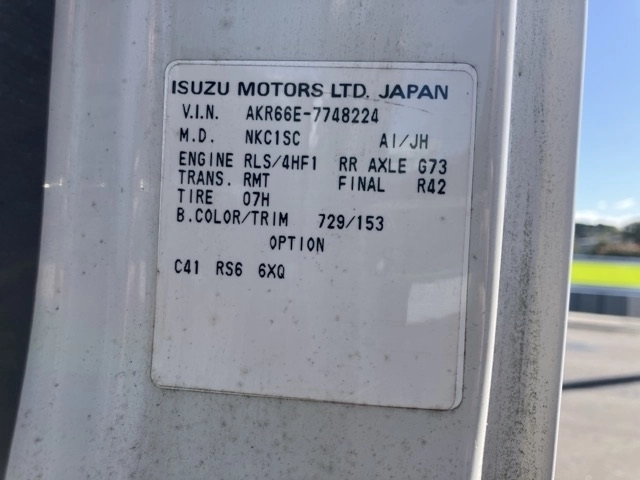 ISUZU MOTORS LTD. JAPAN
V.I.N. AKR66E-7748224
M.D. NKC1SC AI/JH
ENGINE RLS/4HF1 RR AXLE G73
TRANS. RMT FINAL R42
TIRE 07H
B.COLOR/TRIM 729/153
OPTION
C41 RS6 6XQ